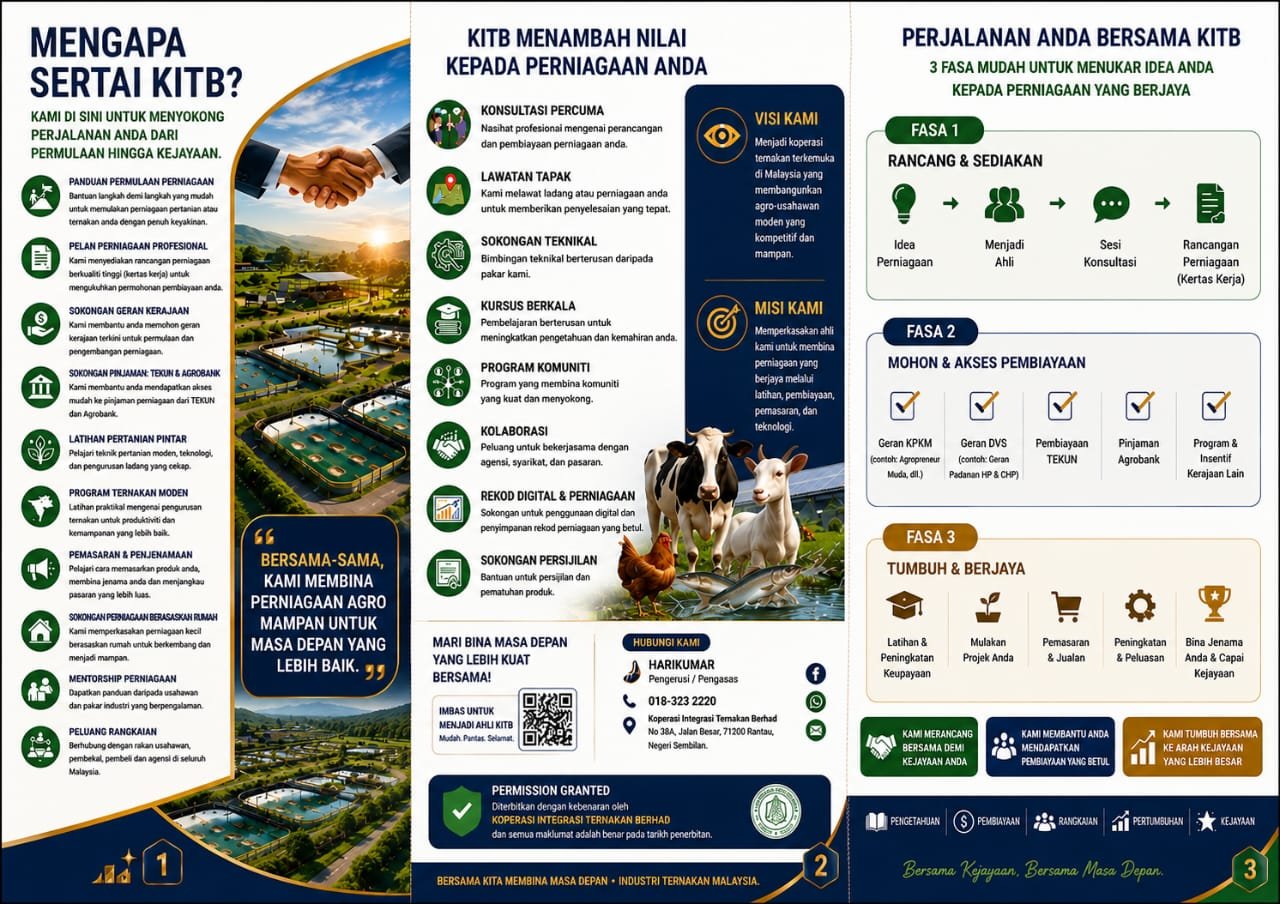 MENGAPA
SERTAI KITB?
KAMI DI SINI UNTUK MENYOKONG
PERJALANAN ANDA DARI
PERMULAAN HINGGA KEJAYAAN.
PANDUAN PERMULAAN PERNIAGAAN
Bantuan langkah demi langkah yang mudah
untuk memulakan perniagaan pertanian atau
ternakan anda dengan penuh keyakinan.
PELAN PERNIAGAAN PROFESIONAL
Kami menyediakan rancangan perniagaan
berkualiti tinggi (kertas kerja) untuk
mengukuhkan permohonan pembiayaan anda.
SOKONGAN GERAN KERAJAAN
Kami membantu anda memohon geran
kerajaan terkini untuk permulaan dan
pengembangan perniagaan.
SOKONGAN PINJAMAN: TEKUN & AGROBANK
Kami membantu anda mendapatkan akses
mudah ke pinjaman perniagaan dari TEKUN
dan Agrobank.
LATIHAN PERTANIAN PINTAR
Pelajari teknik pertanian moden, teknologi,
dan pengurusan ladang yang cekap.
PROGRAM TERNAKAN MODEN
Latihan praktikal mengenai pengurusan
ternakan untuk produktiviti dan
kemampanan yang lebih baik.
PEMASARAN & PENJENAMAAN
Pelajari cara memasarkan produk anda,
membina jenama anda dan menjangkau
pasaran yang lebih luas.
SOKONGAN PERNIAGAAN BERASASKAN RUMAH
Kami memperkasakan perniagaan kecil
berasaskan rumah untuk berkembang dan
menjadi mampan.
MENTORSHIP PERNIAGAAN
Dapatkan panduan daripada usahawan
dan pakar industri yang berpengalaman.
PELUANG RANGKAIAN
Berhubung dengan rakan usahawan,
pembekal, pembeli dan agensi di seluruh
Malaysia.
“ BERSAMA-SAMA,
KAMI MEMBINA
PERNIAGAAN AGRO
MAMPAN UNTUK
MASA DEPAN YANG
LEBIH BAIK. ”
1
KITB MENAMBAH NILAI
KEPADA PERNIAGAAN ANDA
KONSULTASI PERCUMA
Nasihat profesional mengenai perancangan
dan pembiayaan perniagaan anda.
LAWATAN TAPAK
Kami melawat ladang atau perniagaan anda
untuk memberikan penyelesaian yang tepat.
SOKONGAN TEKNIKAL
Bimbingan teknikal berterusan daripada
pakar kami.
KURSUS BERKALA
Pembelajaran berterusan untuk
meningkatkan pengetahuan dan kemahiran anda.
PROGRAM KOMUNITI
Program yang membina komuniti
yang kuat dan menyokong.
KOLABORASI
Peluang untuk bekerjasama dengan
agensi, syarikat, dan pasaran.
REKOD DIGITAL & PERNIAGAAN
Sokongan untuk penggunaan digital dan
penyimpanan rekod perniagaan yang betul.
SOKONGAN PERSIJILAN
Bantuan untuk persijilan dan
pematuhan produk.
VISI KAMI
Menjadi koperasi
ternakan terkemuka
di Malaysia yang
membangunkan
agro-usahawan
moden yang
kompetitif dan
mampan.
MISI KAMI
Memperkasakan ahli
kami untuk membina
perniagaan yang
berjaya melalui
latihan, pembiayaan,
pemasaran, dan
teknologi.
MARI BINA MASA DEPAN
YANG LEBIH KUAT
BERSAMA!
IMBAS UNTUK
MENJADI AHLI KITB
Mudah. Pantas. Selamat.
HUBUNGI KAMI
HARIKUMAR
Pengerusi / Pengasas
018-323 2220
Koperasi Integrasi Ternakan Berhad
No 38A, Jalan Besar, 71200 Rantau,
Negeri Sembilan.
PERMISSION GRANTED
Diterbitkan dengan kebenaran oleh
KOPERASI INTEGRASI TERNAKAN BERHAD
dan semua maklumat adalah benar pada tarikh penerbitan.
BERSAMA KITA MEMBINA MASA DEPAN • INDUSTRI TERNAKAN MALAYSIA.
2
PERJALANAN ANDA BERSAMA KITB
3 FASA MUDAH UNTUK MENUKAR IDEA ANDA
KEPADA PERNIAGAAN YANG BERJAYA
FASA 1
RANCANG & SEDIAKAN
Idea
Perniagaan
Menjadi
Ahli
Sesi
Konsultasi
Rancangan
Perniagaan
(Kertas Kerja)
FASA 2
MOHON & AKSES PEMBIAYAAN
Geran KPKM
(contoh: Agropreneur
Muda, dll.)
Geran DVS
(contoh: Geran
Padanan HP & CHP)
Pembiayaan
TEKUN
Pinjaman
Agrobank
Program &
Insentif
Kerajaan Lain
FASA 3
TUMBUH & BERJAYA
Latihan &
Peningkatan
Keupayaan
Mulakan
Projek Anda
Pemasaran
& Jualan
Peningkatan
& Peluasan
Bina Jenama
Anda & Capai
Kejayaan
KAMI MERANCANG
BERSAMA DEMI
KEJAYAAN ANDA
KAMI MEMBANTU ANDA
MENDAPATKAN
PEMBIAYAAN YANG BETUL
KAMI TUMBUH BERSAMA
KE ARAH KEJAYAAN
YANG LEBIH BESAR
PENGETAHUAN
PEMBIAYAAN
RANGKAIAN
PERTUMBUHAN
KEJAYAAN
Bersama Kejayaan, Bersama Masa Depan.
3